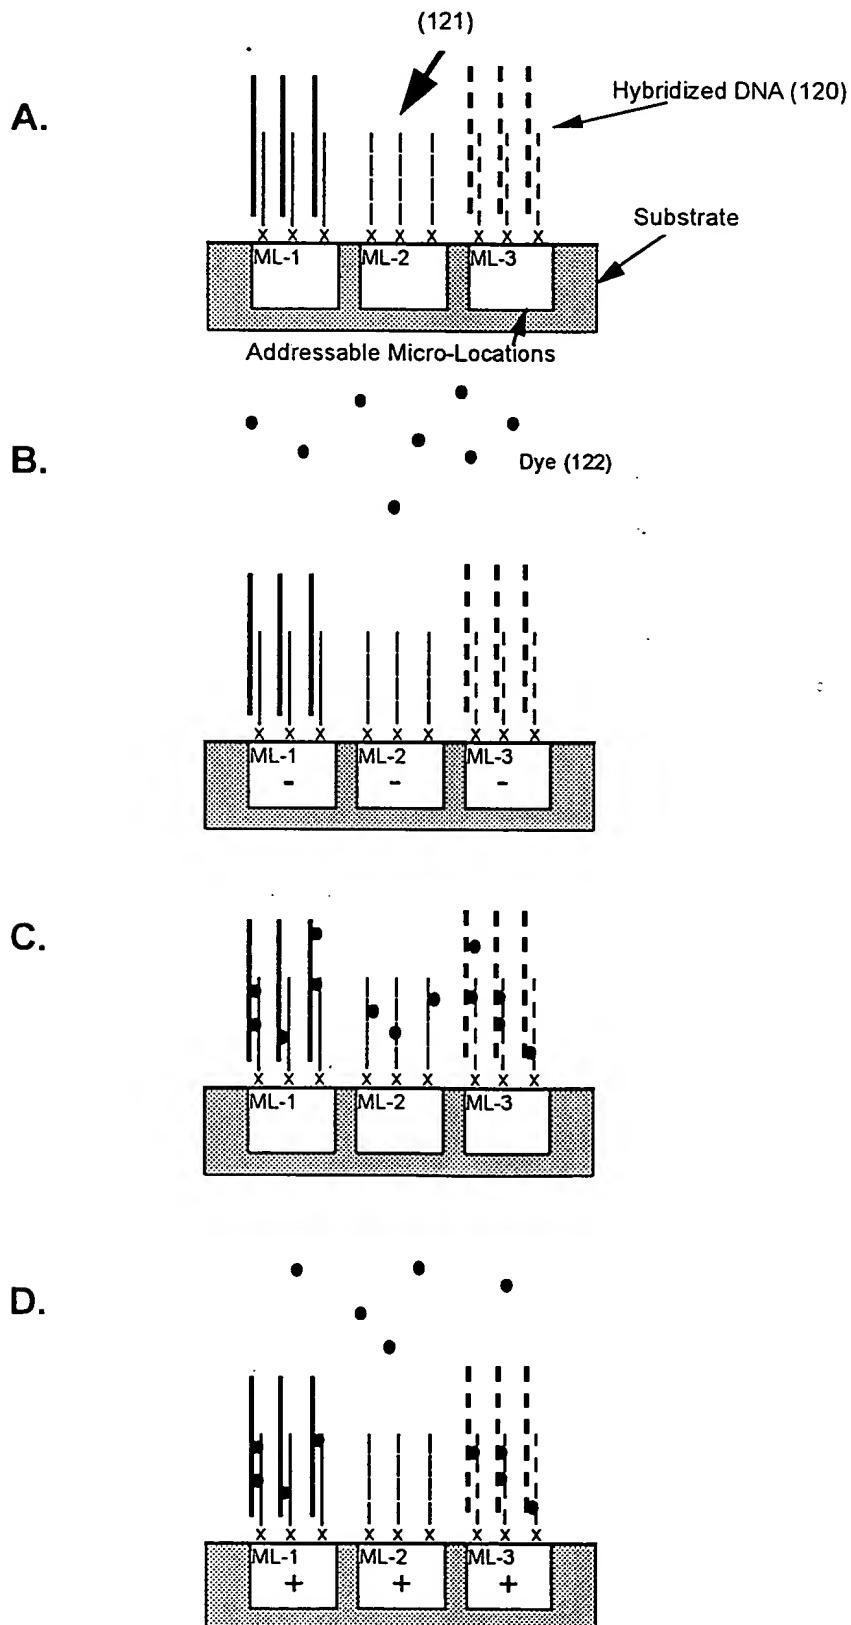 (121)
A.
Hybridized DNA (120)
Substrate
x x x x x x x x x
ML-1 ML-2 ML-3
Addressable Micro-Locations
B.
Dye (122)
x x x x x x x x x
ML-1 ML-2 ML-3
- - -
C.
x x x x x x x x x
ML-1 ML-2 ML-3
D.
x x x x x x x x x
ML-1 ML-2 ML-3
+ + +